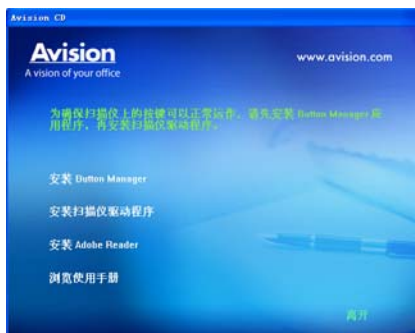 Avision CD
Avision
A vision of your office
www.avision.com
为确保扫描仪上的按键可以正常运作，请先安装 Button Manager 应
用程序，再安装扫描仪驱动程序。
安装 Button Manager
安装扫描仪驱动程序
安装 Adobe Reader
浏览使用手册
离开